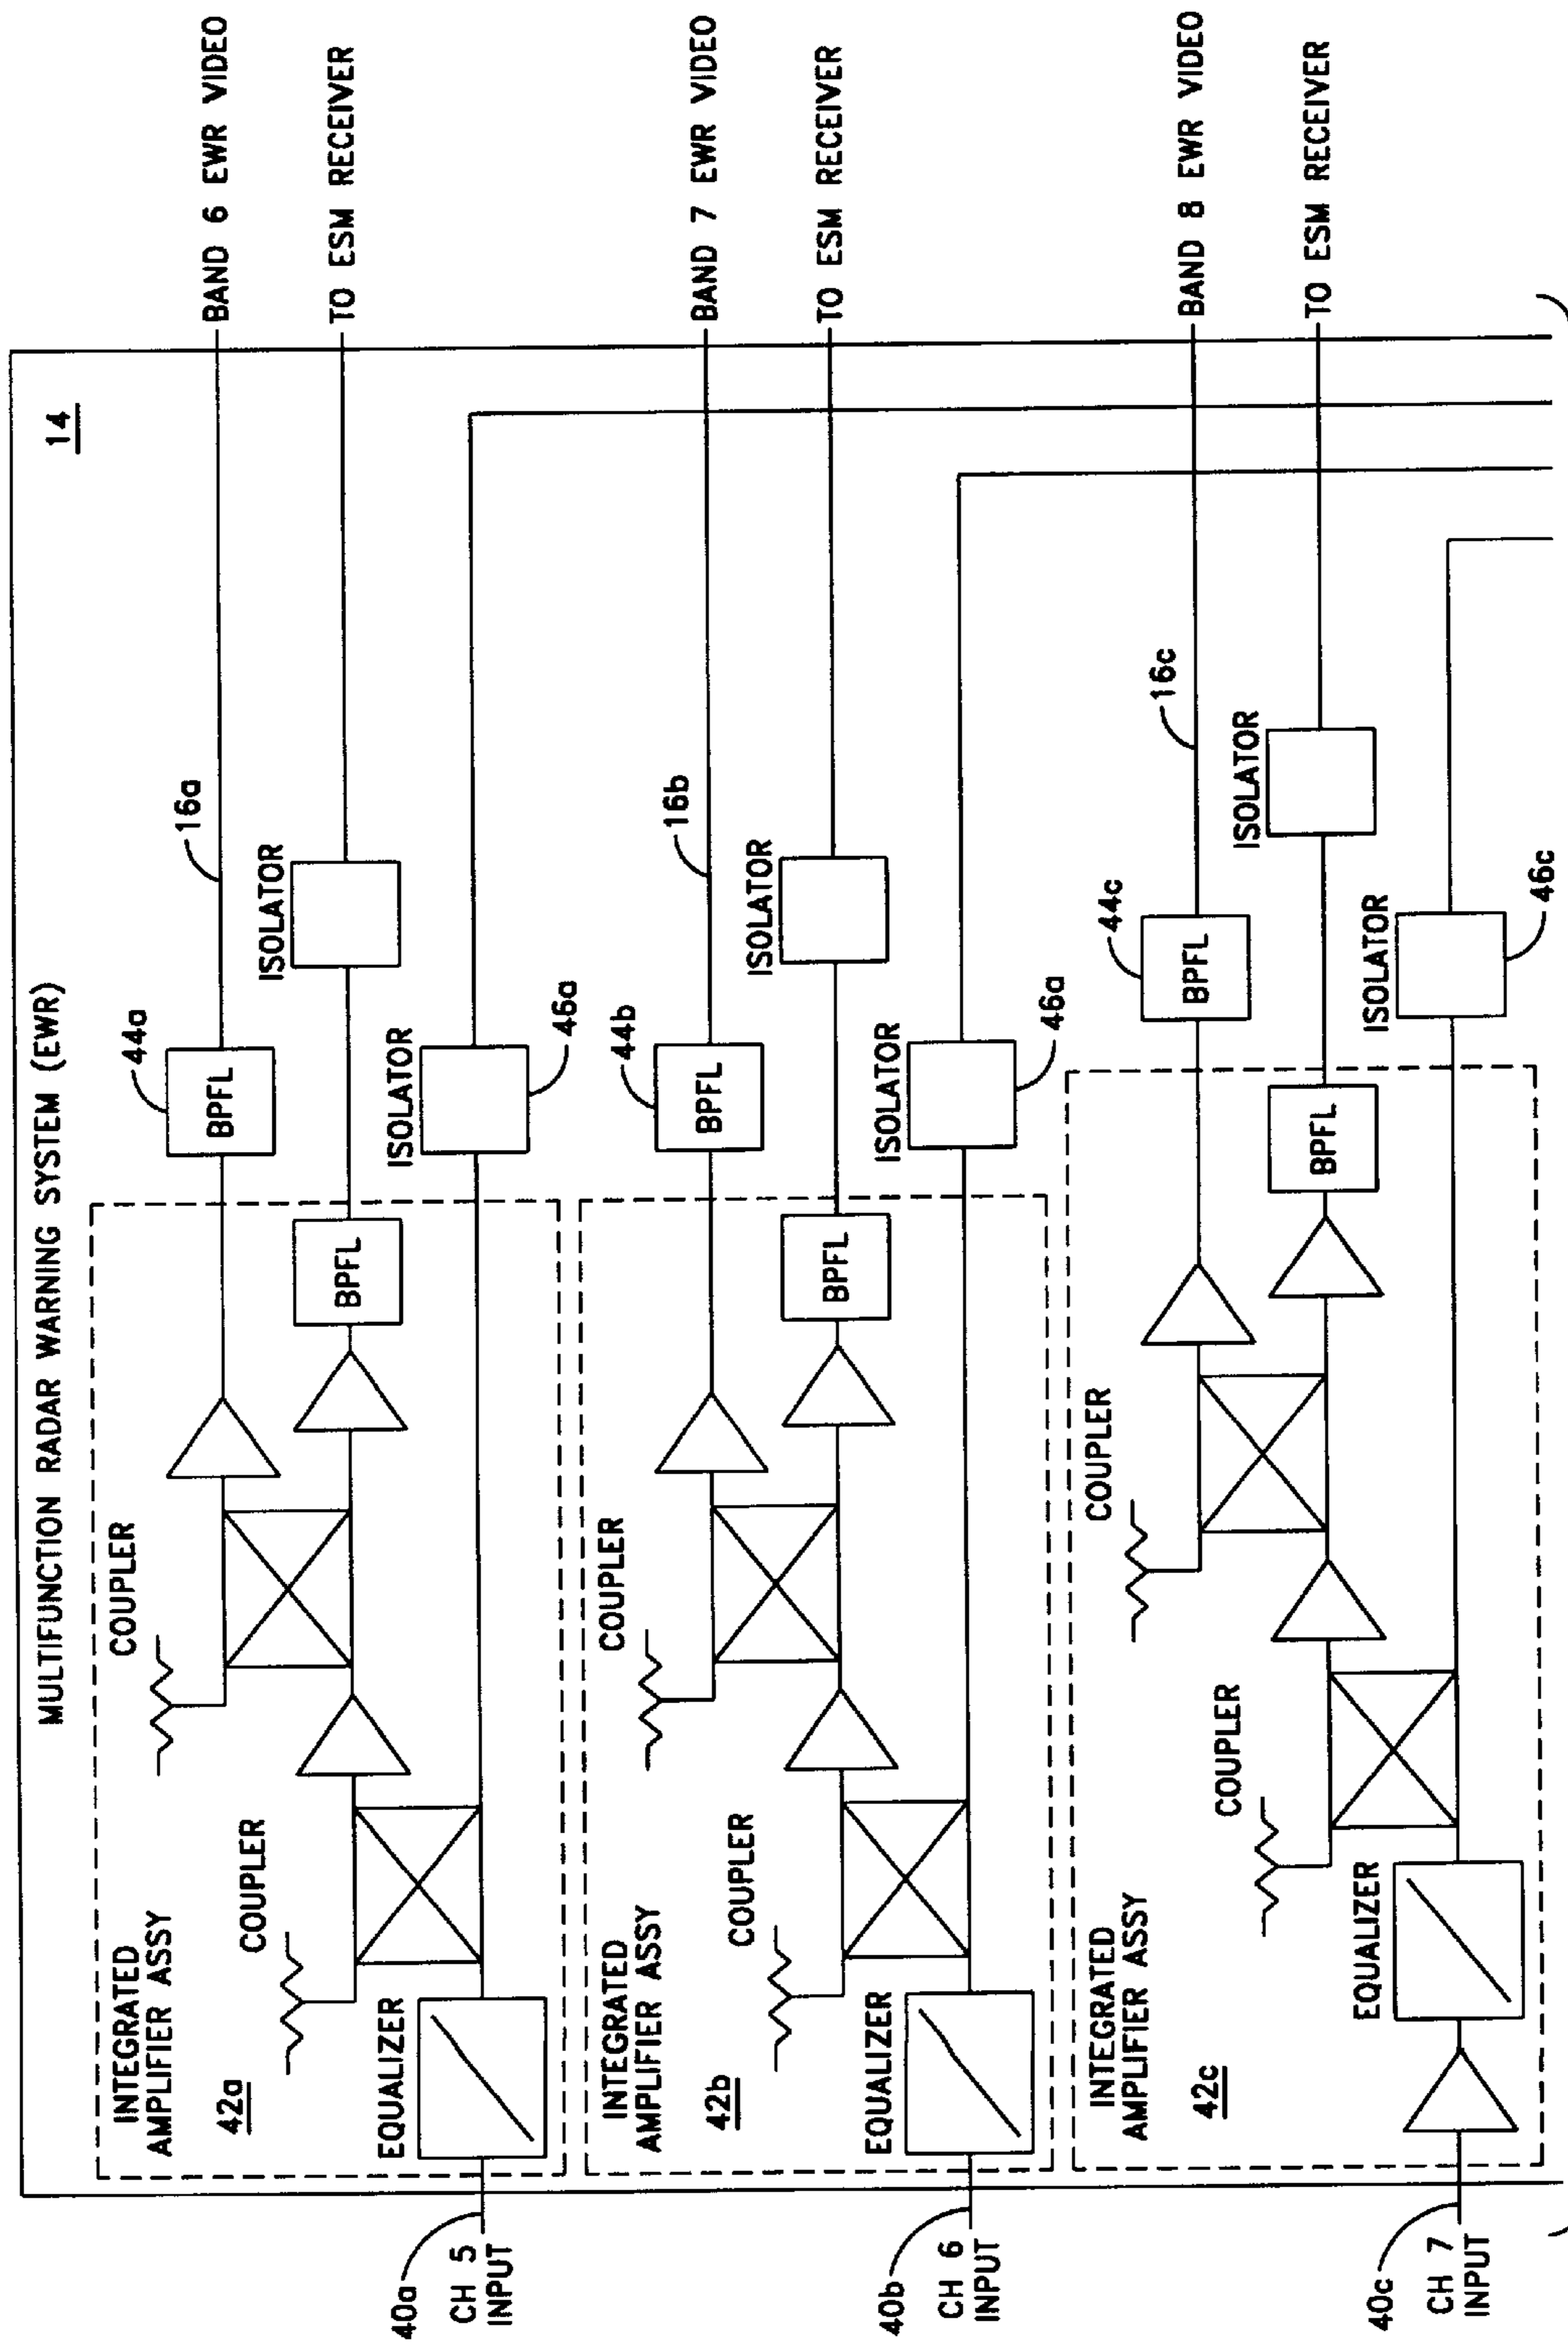 MULTIFUNCTION RADAR WARNING SYSTEM (EWR)
14
INTEGRATED
AMPLIFIER ASSY
42a
COUPLER
COUPLER
EQUALIZER
40a
CH 5
INPUT
44a
BPFL
BPFL
16a
ISOLATOR
ISOLATOR
46a
BAND 6 EWR VIDEO
TO ESM RECEIVER
INTEGRATED
AMPLIFIER ASSY
42b
COUPLER
COUPLER
EQUALIZER
40b
CH 6
INPUT
44b
BPFL
BPFL
16b
ISOLATOR
ISOLATOR
46a
BAND 7 EWR VIDEO
TO ESM RECEIVER
INTEGRATED
AMPLIFIER ASSY
42c
COUPLER
COUPLER
EQUALIZER
40c
CH 7
INPUT
44c
BPFL
BPFL
16c
ISOLATOR
ISOLATOR
46c
BAND 8 EWR VIDEO
TO ESM RECEIVER